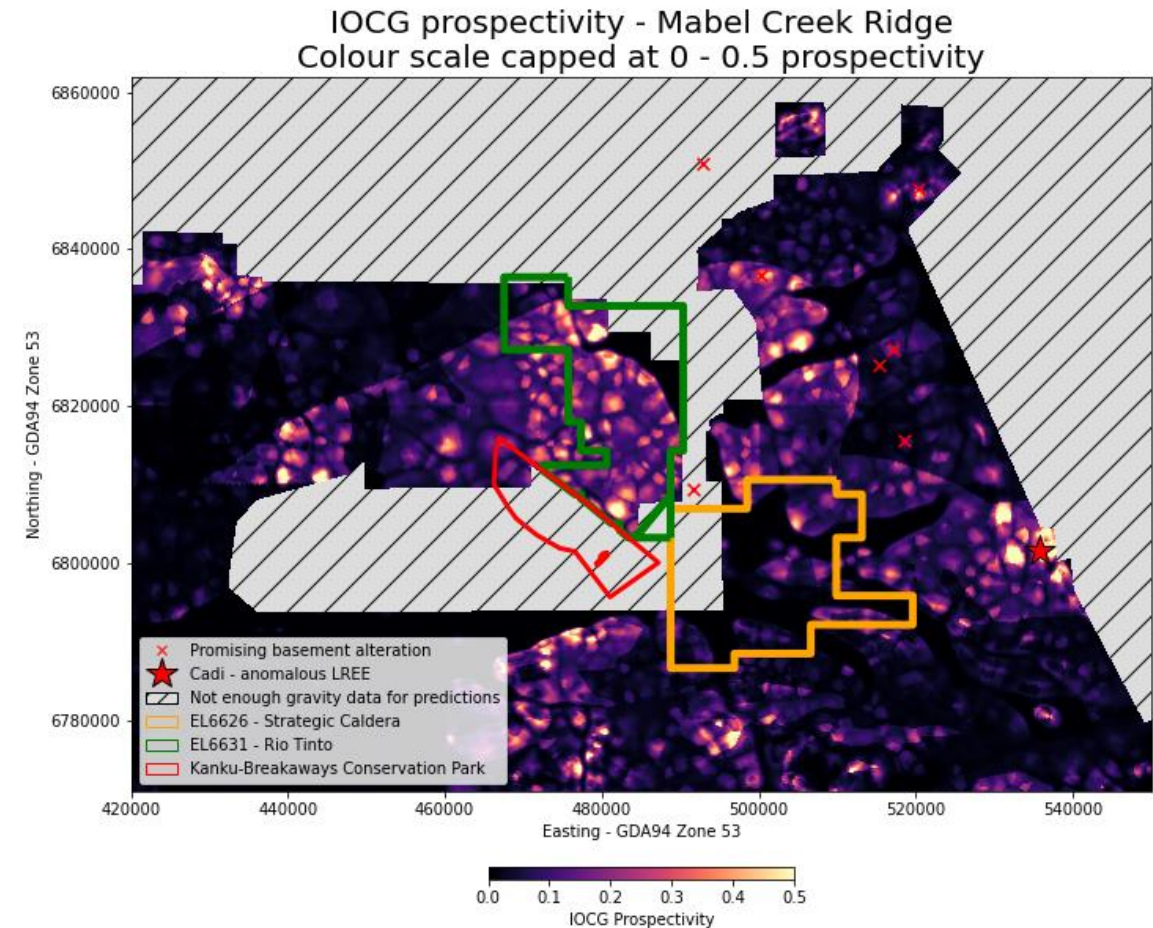 IOCG prospectivity - Mabel Creek Ridge
Colour scale capped at 0 - 0.5 prospectivity
6860000
6840000
6820000
6800000
6780000
Northing - GDA94 Zone 53
Promising basement alteration
Cadi - anomalous LREE
Not enough gravity data for predictions
EL6626 - Strategic Caldera
EL6631 - Rio Tinto
Kanku-Breakaways Conservation Park
420000 440000 460000 480000 500000 520000 540000
Easting - GDA94 Zone 53
0.0 0.1 0.2 0.3 0.4 0.5
IOCG Prospectivity